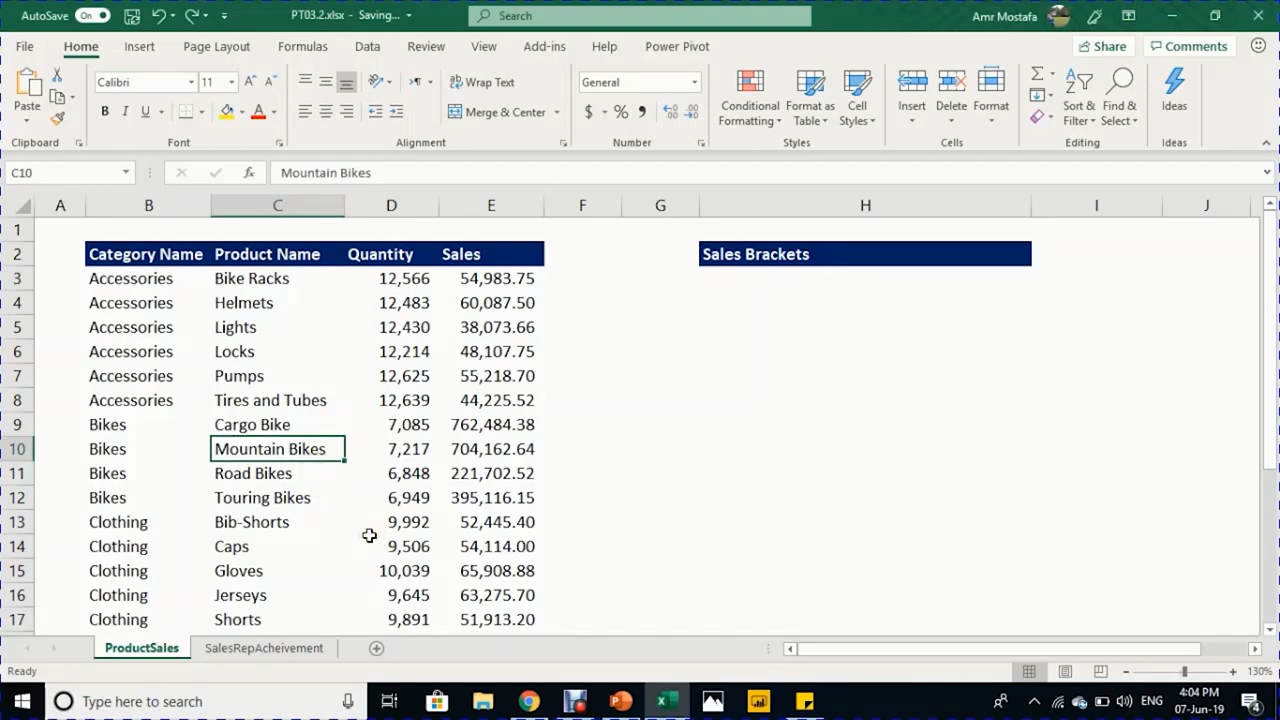 AutoSave On PT03.2.xlsx - Saving... Search Amr Mostafa
File Home Insert Page Layout Formulas Data Review View Add-ins Help Power Pivot Share Comments
Paste Calibri 11 Wrap Text General Conditional Format as Cell Insert Delete Format Sort & Find & Ideas
B I U Merge & Center $ % Formatting Table Styles Filter Select
Clipboard Font Alignment Number Styles Cells Editing Ideas
C10 fx Mountain Bikes
A B C D E F G H I J
1
2 Category Name Product Name Quantity Sales Sales Brackets
3 Accessories Bike Racks 12,566 54,983.75
4 Accessories Helmets 12,483 60,087.50
5 Accessories Lights 12,430 38,073.66
6 Accessories Locks 12,214 48,107.75
7 Accessories Pumps 12,625 55,218.70
8 Accessories Tires and Tubes 12,639 44,225.52
9 Bikes Cargo Bike 7,085 762,484.38
10 Bikes Mountain Bikes 7,217 704,162.64
11 Bikes Road Bikes 6,848 221,702.52
12 Bikes Touring Bikes 6,949 395,116.15
13 Clothing Bib-Shorts 9,992 52,445.40
14 Clothing Caps 9,506 54,114.00
15 Clothing Gloves 10,039 65,908.88
16 Clothing Jerseys 9,645 63,275.70
17 Clothing Shorts 9,891 51,913.20
ProductSales SalesRepAcheivement
Ready 130%
Type here to search ENG 4:04 PM
07-Jun-19